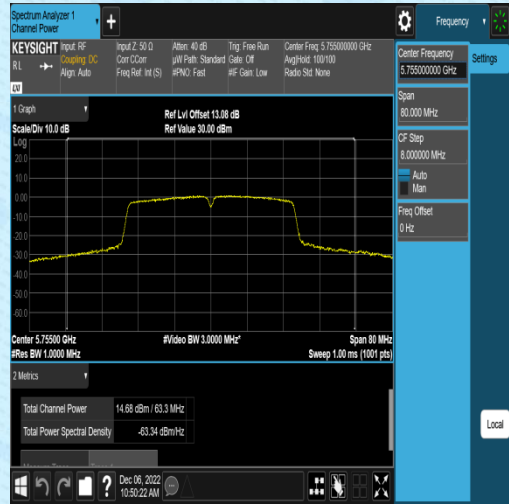 Spectrum Analyzer 1
Channel Power
+
Frequency
KEYSIGHT
Input: RF
Coupling: DC
Align: Auto
Input Z: 50 Ω
Corr CCorr
Freq Ref: Int (S)
Atten: 40 dB
µW Path: Standard
#PNO: Fast
Trig: Free Run
Gate: Off
#IF Gain: Low
Center Freq: 5.755000000 GHz
Avg|Hold: 100/100
Radio Std: None
R L
Center Frequency
5.755000000 GHz
Settings
Span
80.000 MHz
CF Step
8.000000 MHz
Auto
Man
Freq Offset
0 Hz
1 Graph
Scale/Div 10.0 dB
Ref Lvl Offset 13.08 dB
Ref Value 30.00 dBm
Log
20.0
10.0
0.00
-10.0
-20.0
-30.0
-40.0
-50.0
-60.0
Center 5.75500 GHz
#Video BW 3.0000 MHz*
Span 80 MHz
#Res BW 1.0000 MHz
Sweep 1.00 ms (1001 pts)
2 Metrics
Total Channel Power 14.68 dBm / 63.3 MHz
Total Power Spectral Density -63.34 dBm/Hz
Local
?
Dec 06, 2022
10:50:22 AM